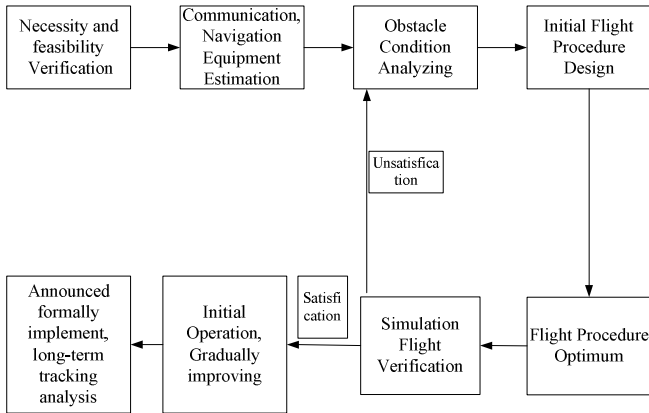 Necessity and
feasibility
Verification
Communication,
Navigation
Equipment
Estimation
Obstacle
Condition
Analyzing
Initial Flight
Procedure
Design
Unsatisfica
tion
Announced
formally
implement,
long-term
tracking
analysis
Initial
Operation,
Gradually
improving
Satisfi
cation
Simulation
Flight
Verification
Flight Procedure
Optimum